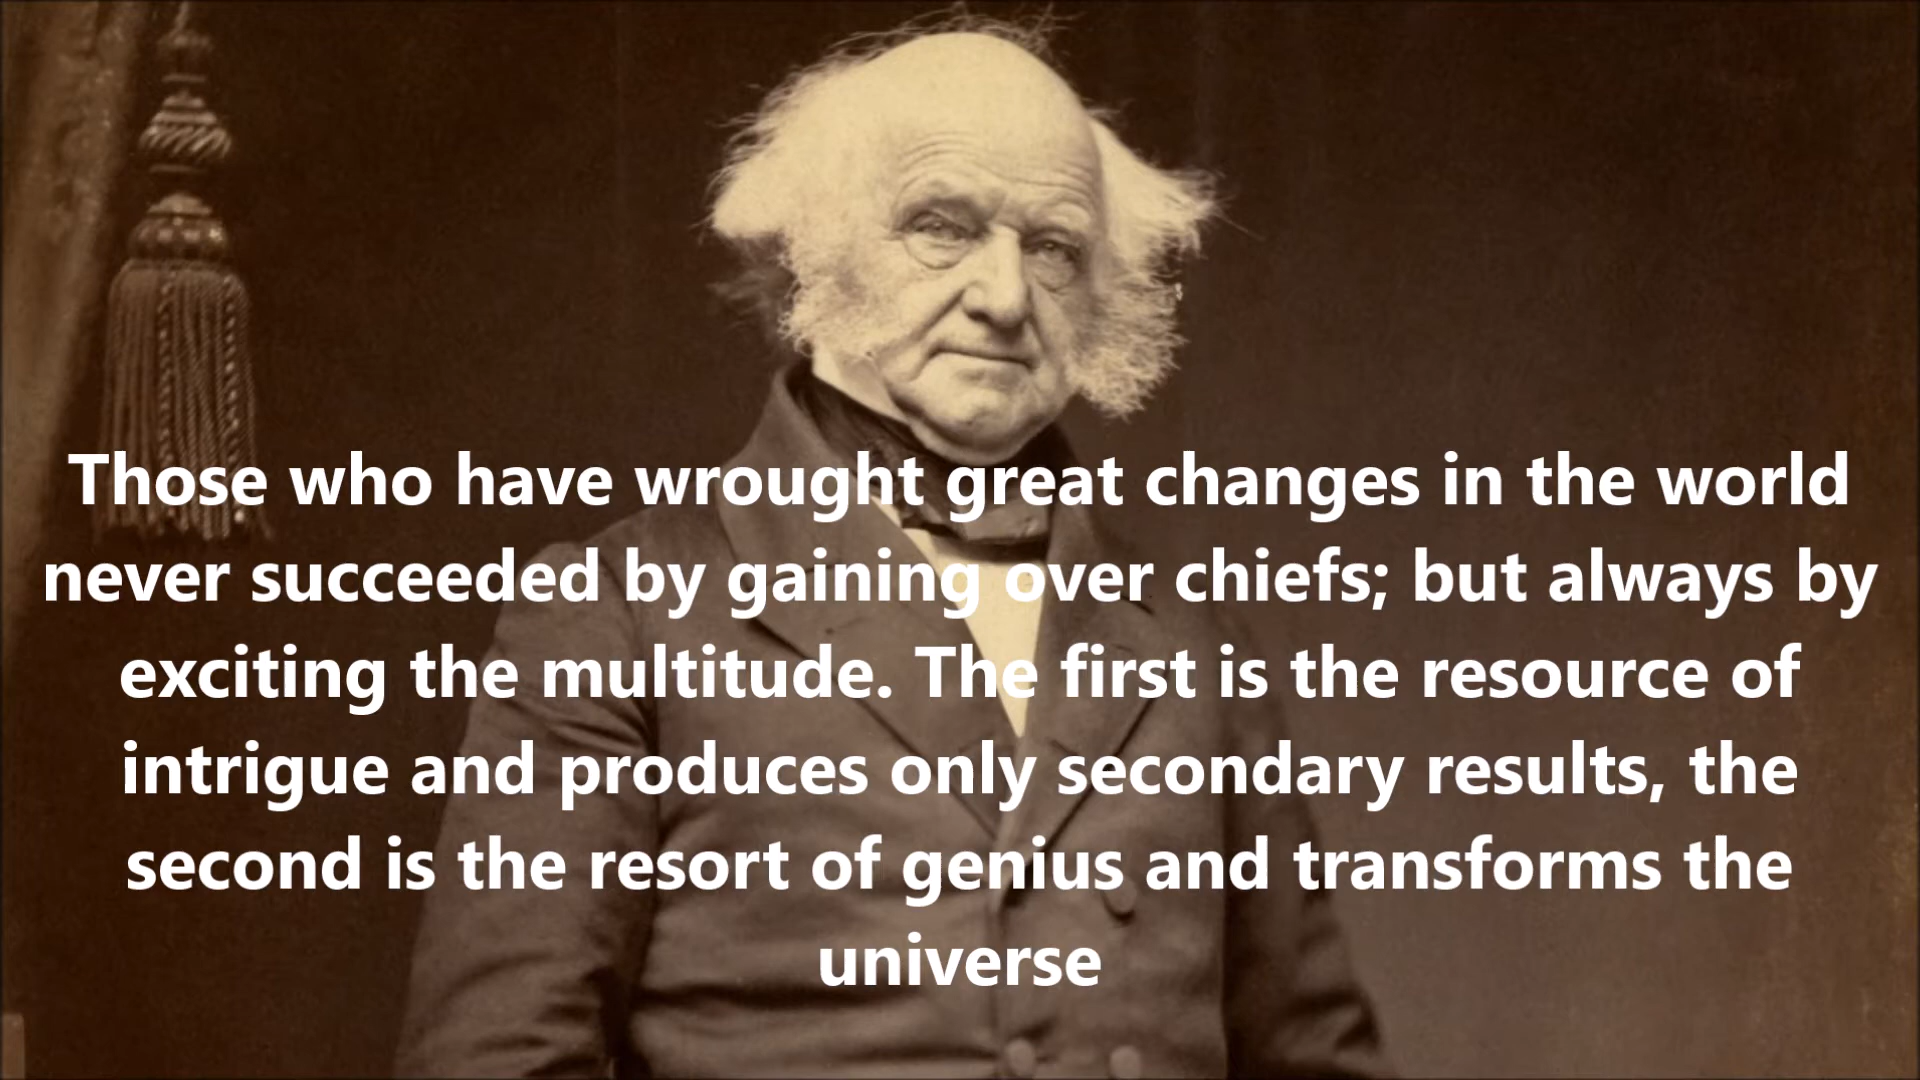 Those who have wrought great changes in the world
never succeeded by gaining over chiefs; but always by
exciting the multitude. The first is the resource of
intrigue and produces only secondary results, the
second is the resort of genius and transforms the
universe